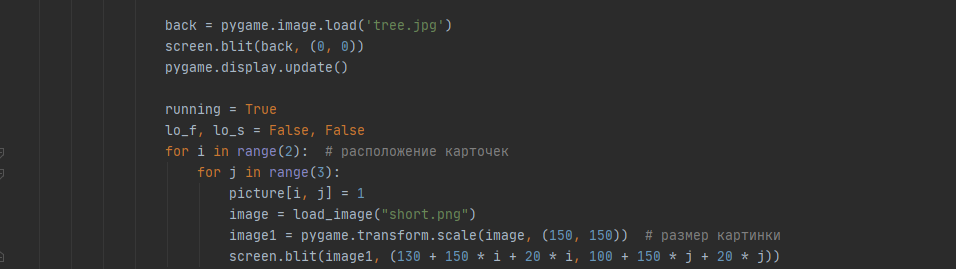 back = pygame.image.load('tree.jpg')
screen.blit(back, (0, 0))
pygame.display.update()
running = True
lo_f, lo_s = False, False
for i in range(2):  # расположение карточек
for j in range(3):
picture[i, j] = 1
image = load_image("short.png")
image1 = pygame.transform.scale(image, (150, 150))  # размер картинки
screen.blit(image1, (130 + 150 * i + 20 * i, 100 + 150 * j + 20 * j))